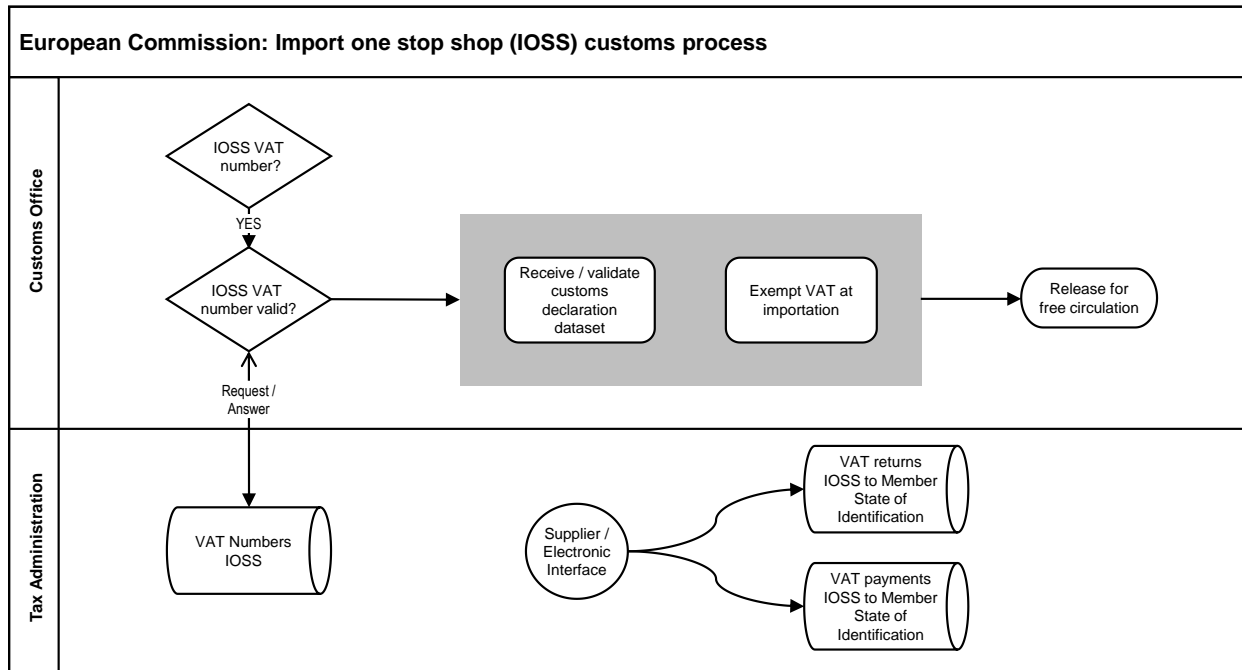 European Commission: Import one stop shop (IOSS) customs process
Customs Office
IOSS VAT
number?
YES
IOSS VAT
number valid?
Receive / validate
customs
declaration
dataset
Exempt VAT at
importation
Release for
free circulation
Request /
Answer
Tax Administration
VAT Numbers
IOSS
Supplier /
Electronic
Interface
VAT returns
IOSS to Member
State of
Identification
VAT payments
IOSS to Member
State of
Identification